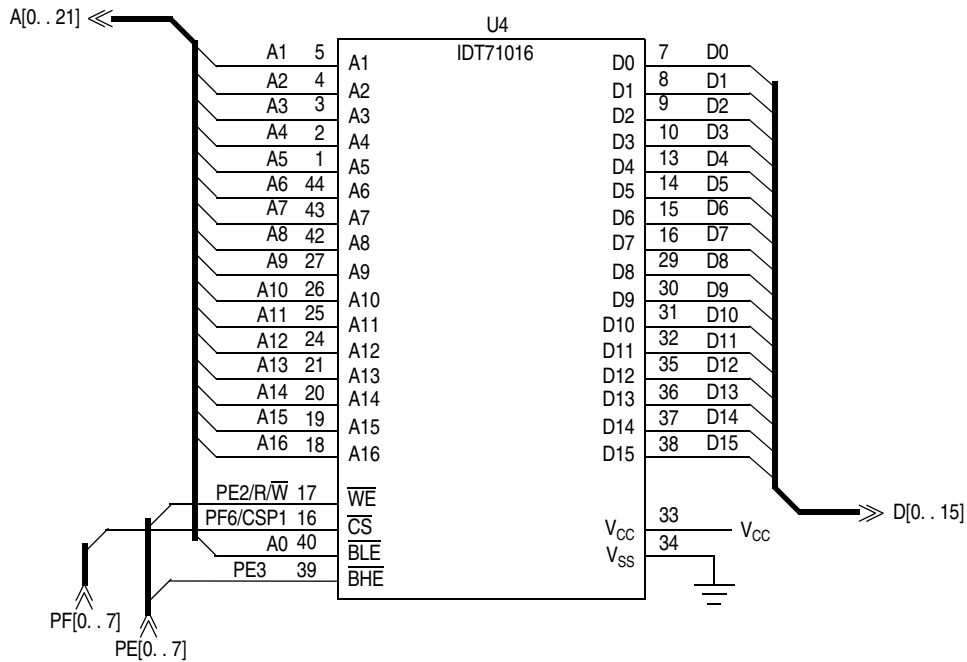 A[0. . 21]
U4
IDT71016
A1 5 A1 D0 7 D0
A2 4 A2 D1 8 D1
A3 3 A3 D2 9 D2
A4 2 A4 D3 10 D3
A5 1 A5 D4 13 D4
A6 44 A6 D5 14 D5
A7 43 A7 D6 15 D6
A8 42 A8 D7 16 D7
A9 27 A9 D8 29 D8
A10 26 A10 D9 30 D9
A11 25 A11 D10 31 D10
A12 24 A12 D11 32 D11
A13 21 A13 D12 35 D12
A14 20 A14 D13 36 D13
A15 19 A15 D14 37 D14
A16 18 A16 D15 38 D15
PE2/R/W̅ 17 W̅E̅
D[0. . 15]
PF6/CSP1 16 C̅S̅ VCC 33 VCC
A0 40 B̅L̅E̅ VSS 34
PE3 39 B̅H̅E̅
PF[0. . 7]
PE[0. . 7]